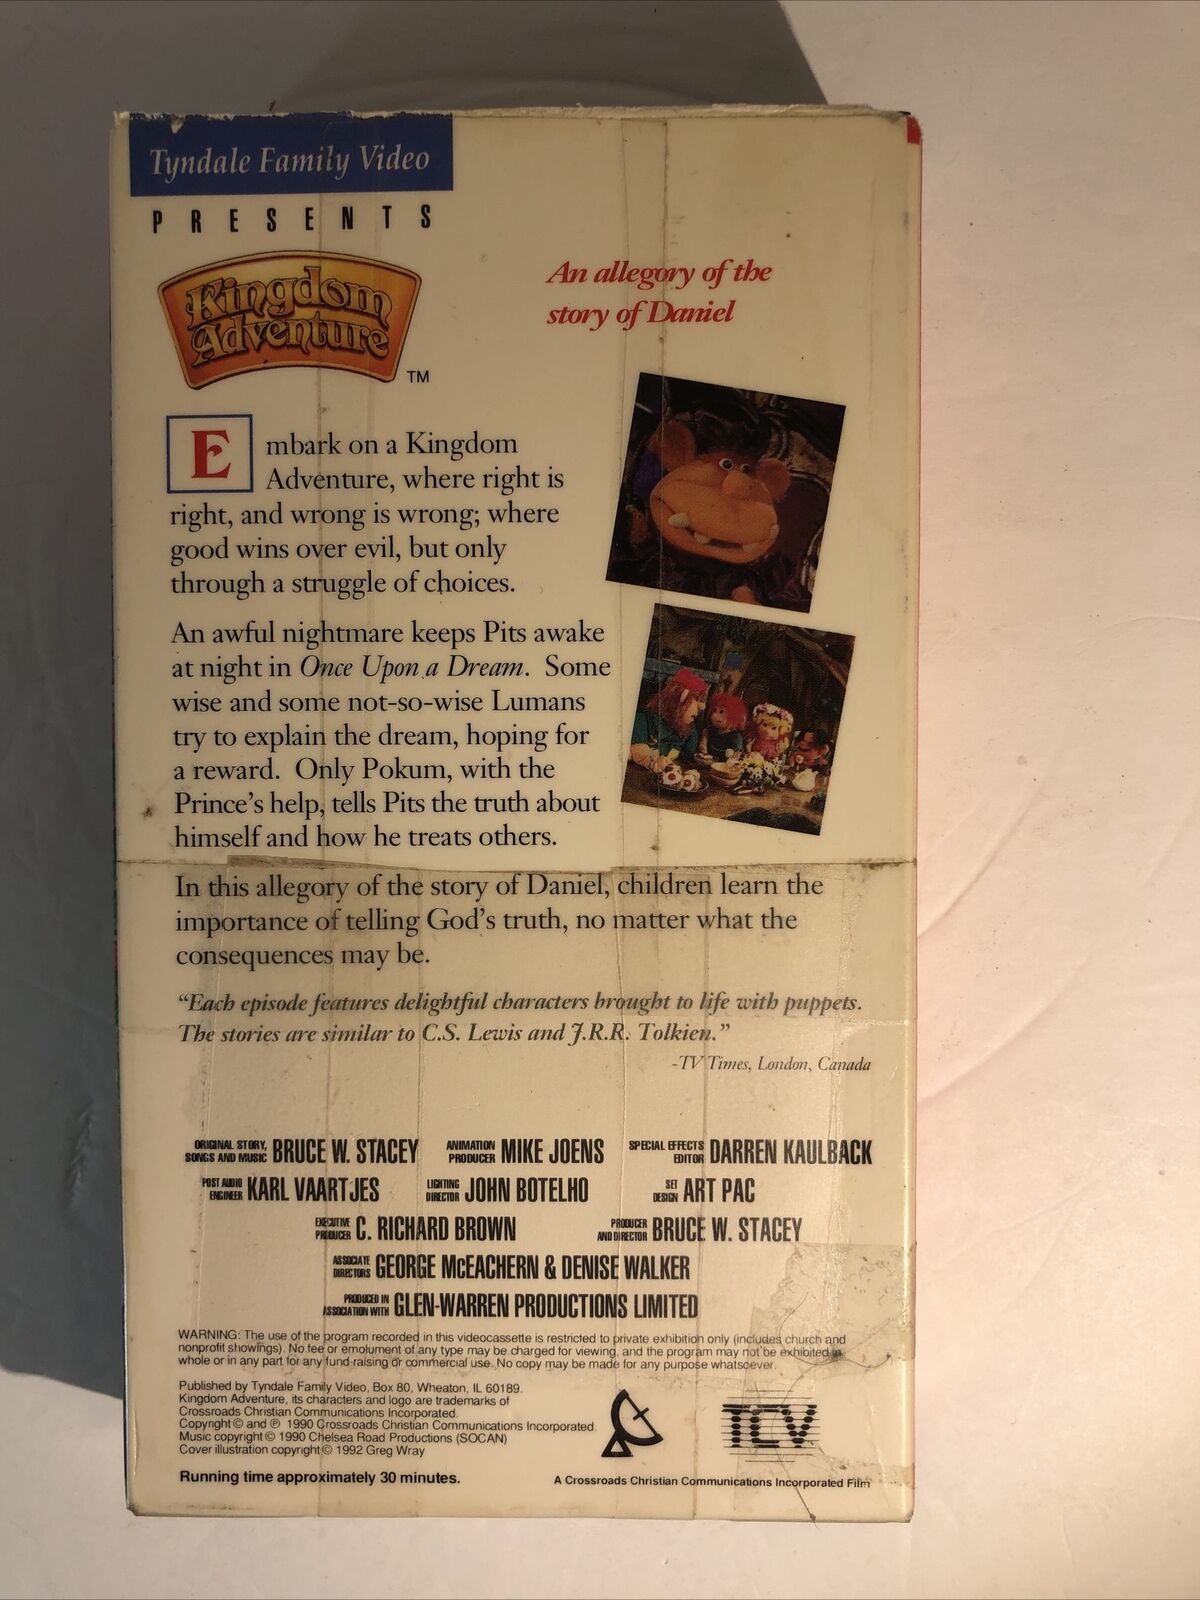 Tyndale Family Video
PRESENTS
Kingdom
Adventure
TM
An allegory of the
story of Daniel
Embark on a Kingdom
Adventure, where right is
right, and wrong is wrong; where
good wins over evil, but only
through a struggle of choices.
An awful nightmare keeps Pits awake
at night in Once Upon a Dream. Some
wise and some not-so-wise Lumans
try to explain the dream, hoping for
a reward. Only Pokum, with the
Prince's help, tells Pits the truth about
himself and how he treats others.
In this allegory of the story of Daniel, children learn the
importance of telling God's truth, no matter what the
consequences may be.
“Each episode features delightful characters brought to life with puppets.
The stories are similar to C.S. Lewis and J.R.R. Tolkien.”
-TV Times, London, Canada
ORIGINAL STORY, SONGS AND MUSIC BRUCE W. STACEY ANIMATION PRODUCER MIKE JOENS SPECIAL EFFECTS EDITOR DARREN KAULBACK
POST AUDIO ENGINEER KARL VAARTJES LIGHTING DIRECTOR JOHN BOTELHO SET DESIGN ART PAC
EXECUTIVE PRODUCER C. RICHARD BROWN PRODUCER AND DIRECTOR BRUCE W. STACEY
ASSOCIATE DIRECTORS GEORGE McEACHERN & DENISE WALKER
PRODUCED IN ASSOCIATION WITH GLEN-WARREN PRODUCTIONS LIMITED
WARNING: The use of the program recorded in this videocassette is restricted to private exhibition only (includes church and
nonprofit showings). No fee or emolument of any type may be charged for viewing, and the program may not be exhibited in
whole or in any part for any fund-raising or commercial use. No copy may be made for any purpose whatsoever.
Published by Tyndale Family Video, Box 80, Wheaton, IL 60189.
Kingdom Adventure, its characters and logo are trademarks of
Crossroads Christian Communications Incorporated.
Copyright © and ℗ 1990 Crossroads Christian Communications Incorporated.
Music copyright © 1990 Chelsea Road Productions (SOCAN)
Cover illustration copyright © 1992 Greg Wray
Running time approximately 30 minutes.
TCV
A Crossroads Christian Communications Incorporated Film